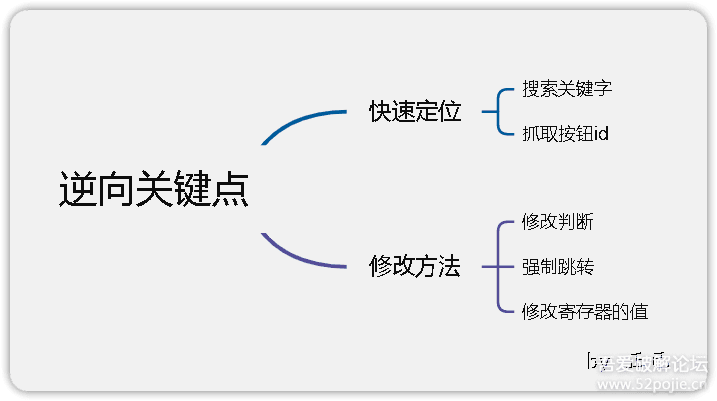 逆向关键点
快速定位
搜索关键字
抓取按钮id
修改方法
修改判断
强制跳转
修改寄存器的值
by
吾爱破解论坛
www.52pojie.cn